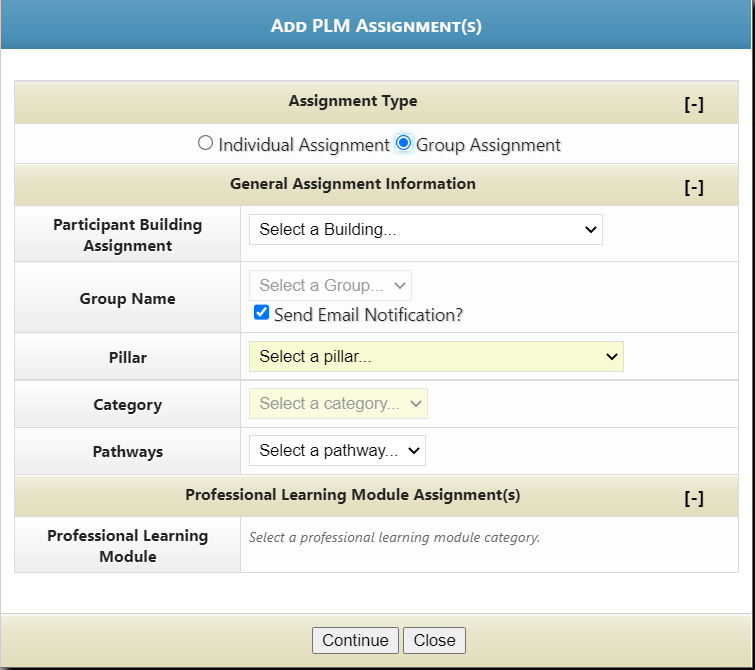 Add PLM Assignment(s)
Assignment Type [-]
Individual Assignment Group Assignment
General Assignment Information [-]
Participant Building
Assignment
Select a Building...
Group Name
Select a Group...
Send Email Notification?
Pillar
Select a pillar...
Category
Select a category...
Pathways
Select a pathway...
Professional Learning Module Assignment(s) [-]
Professional Learning
Module
Select a professional learning module category.
Continue Close